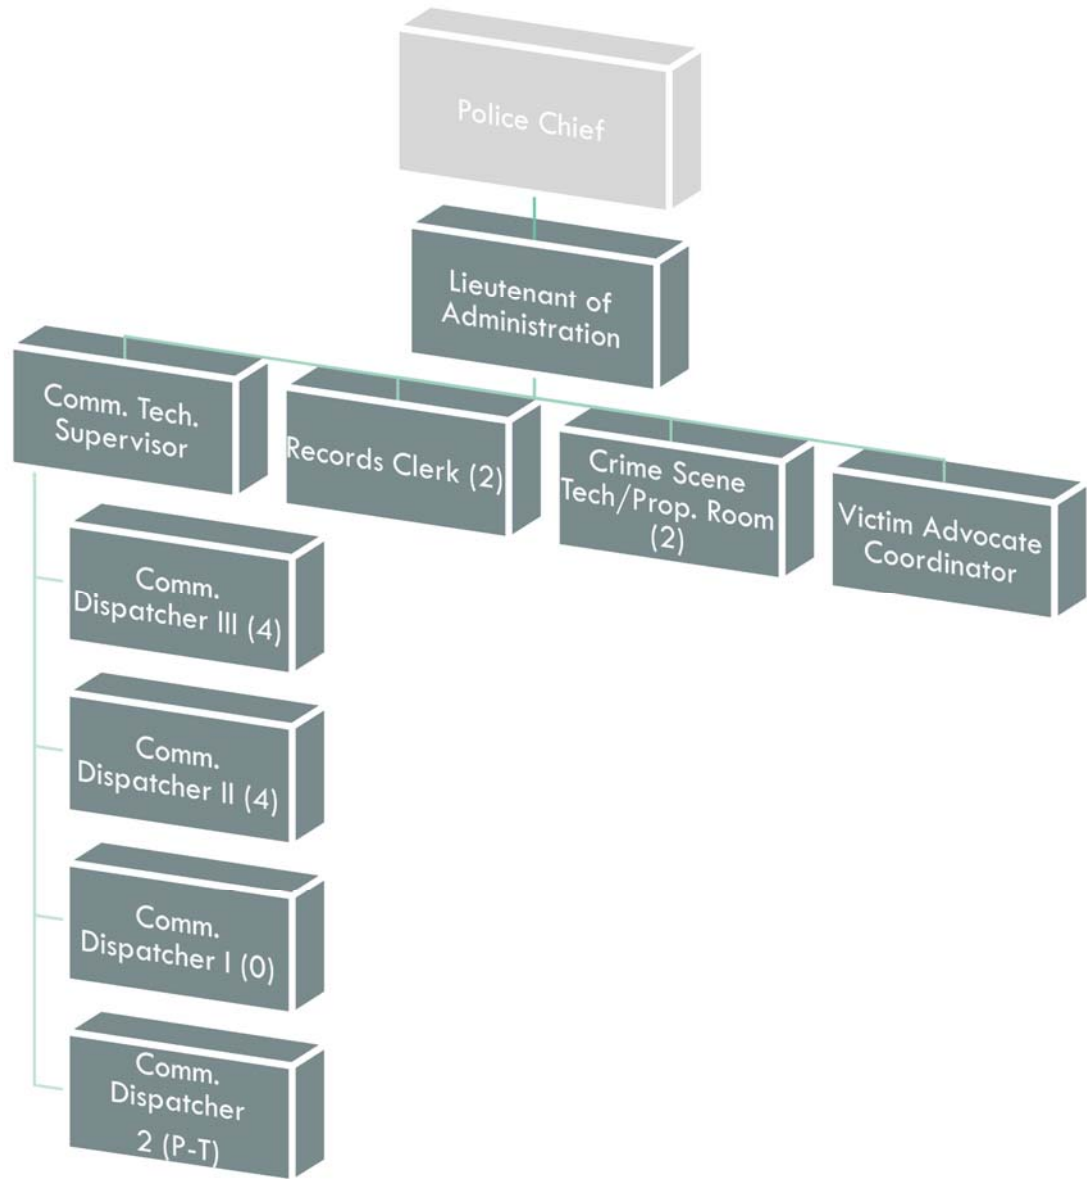 Police Chief
Lieutenant of
Administration
Comm. Tech.
Supervisor
Records Clerk (2)
Crime Scene
Tech/Prop. Room
(2)
Victim Advocate
Coordinator
Comm.
Dispatcher III (4)
Comm.
Dispatcher II (4)
Comm.
Dispatcher I (0)
Comm.
Dispatcher
2 (P-T)